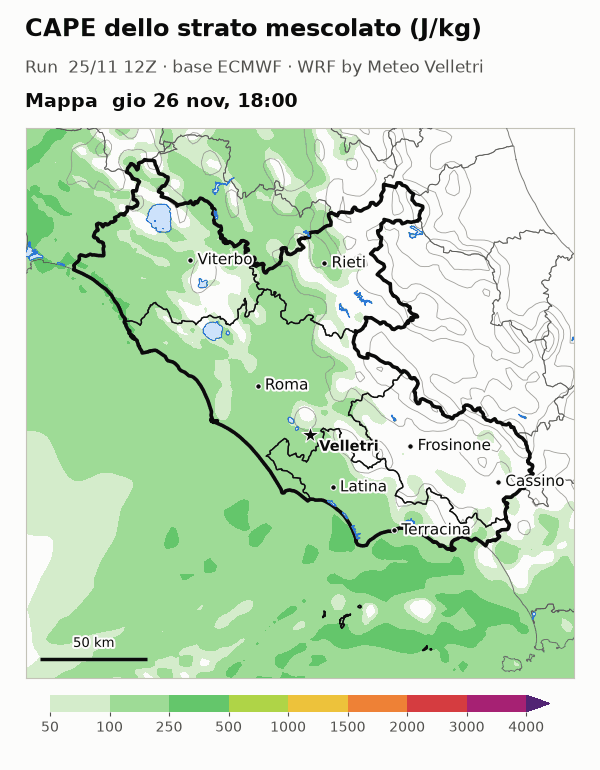 CAPE dello strato mescolato (J/kg)
Run  25/11 12Z · base ECMWF · WRF by Meteo Velletri
Mappa  gio 26 nov, 18:00
Viterbo
Rieti
Roma
Velletri
Frosinone
Cassino
Latina
Terracina
50 km
50 100 250 500 1000 1500 2000 3000 4000